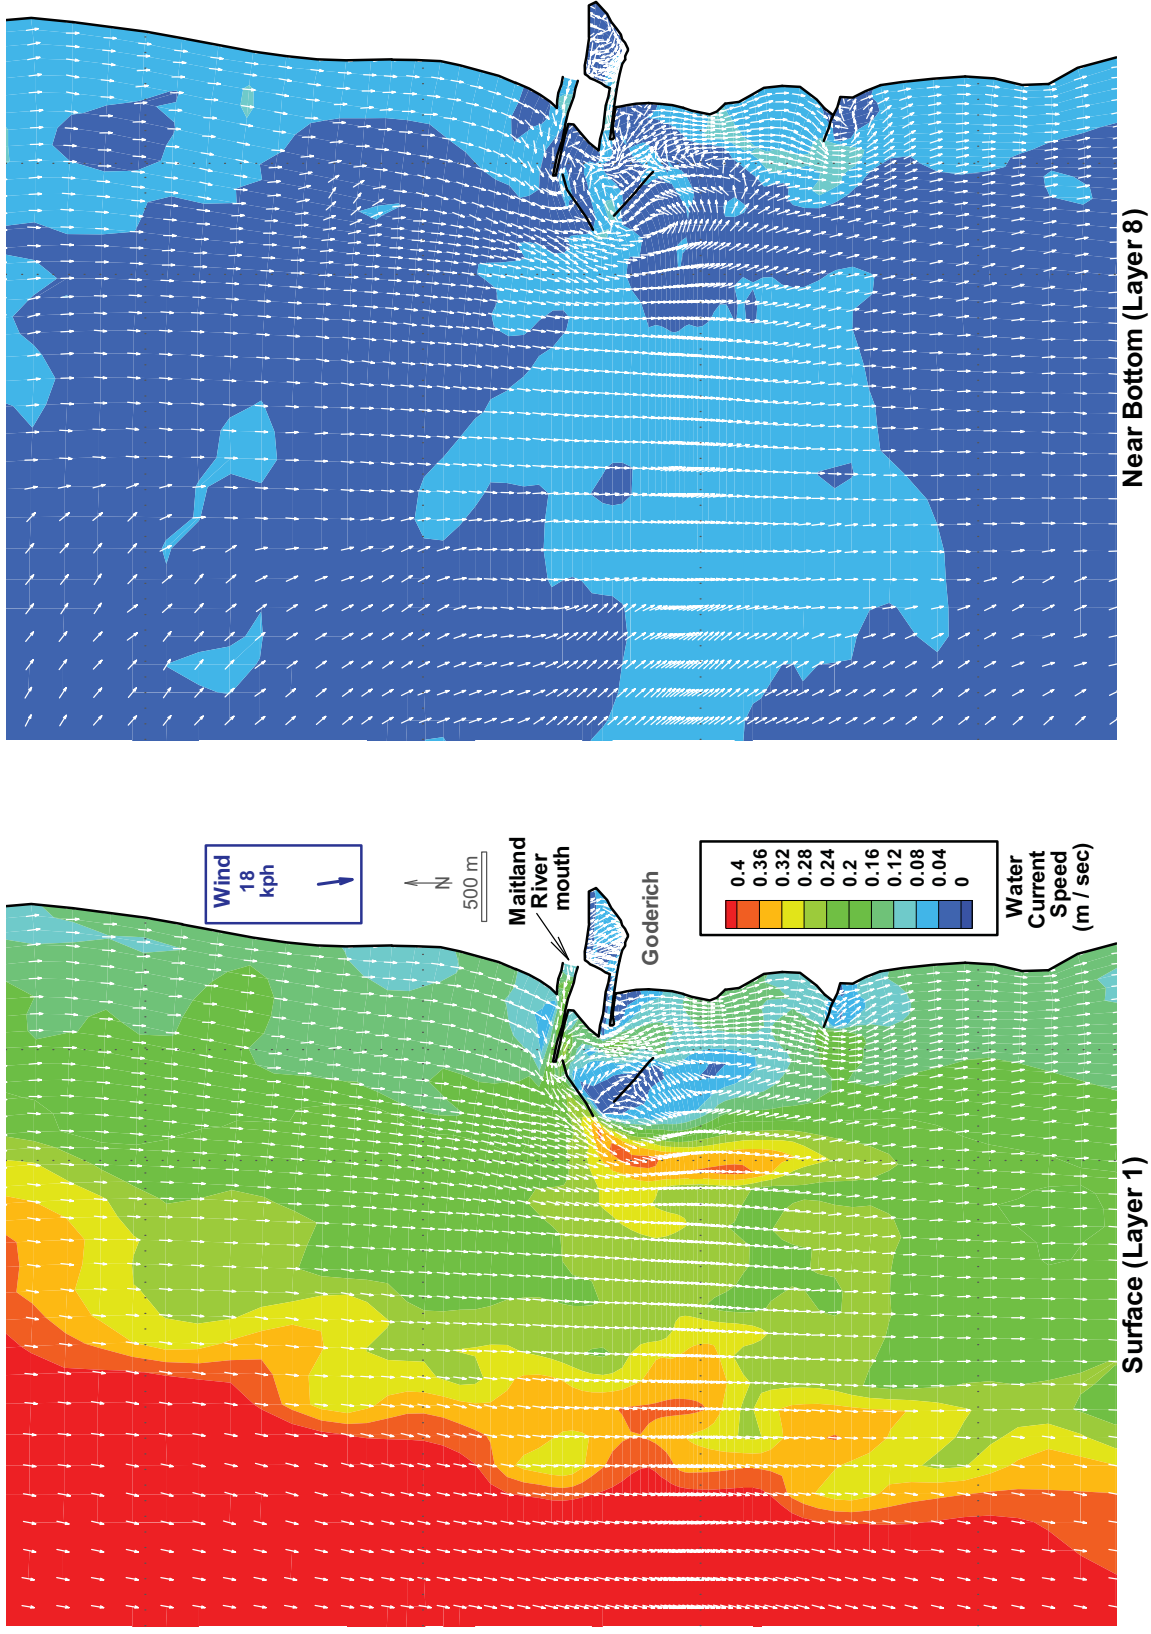 Near Bottom (Layer 8)
Wind
18
kph
N
500 m
Maitland
River
mouth
Goderich
0.4
0.36
0.32
0.28
0.24
0.2
0.16
0.12
0.08
0.04
0
Water
Current
Speed
(m / sec)
Surface (Layer 1)